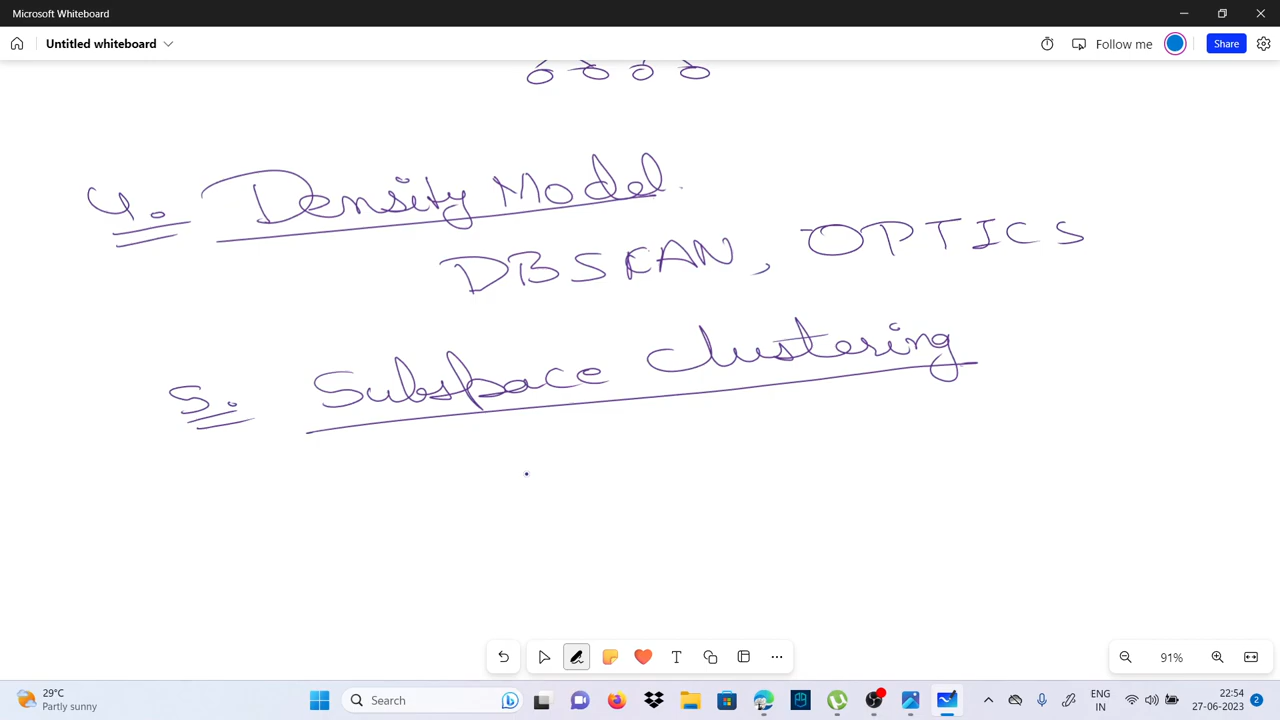 Microsoft Whiteboard
Untitled whiteboard
Follow me
Share
4. Density Model.
DBSCAN, OPTICS
5. Subspace clustering
91%
29°C
Partly sunny
Search
ENG
IN
22:54
27-06-2023
2